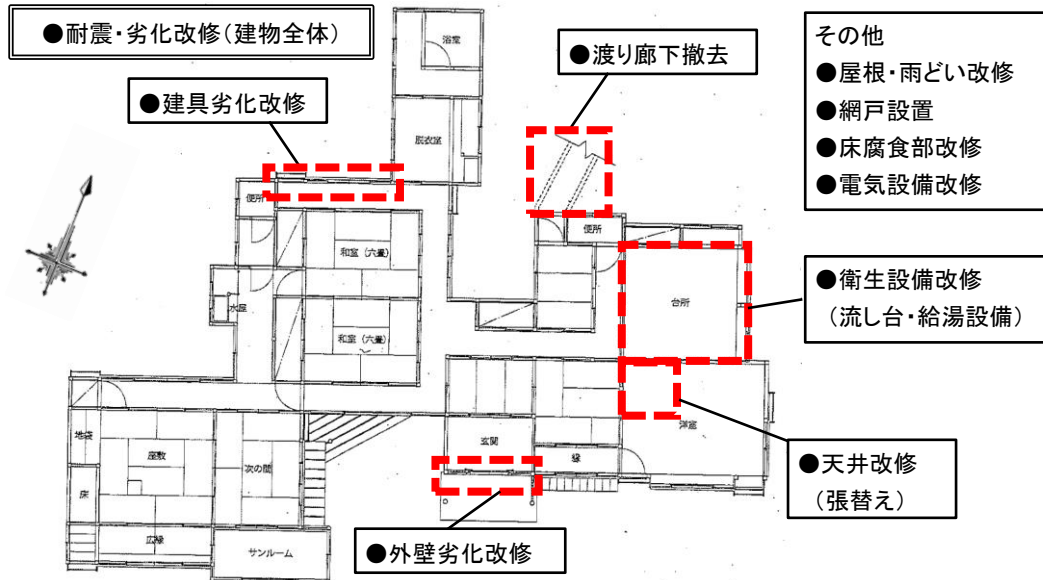 ●耐震・劣化改修(建物全体)
浴室
●渡り廊下撤去
その他
●屋根・雨どい改修
●網戸設置
●床腐食部改修
●電気設備改修
●建具劣化改修
脱衣室
便所
便所
和室(六畳)
台所
●衛生設備改修
(流し台・給湯設備)
水屋
和室(六畳)
地袋
座敷
次の間
玄関
縁
洋室
●天井改修
(張替え)
床
広縁
サンルーム
●外壁劣化改修